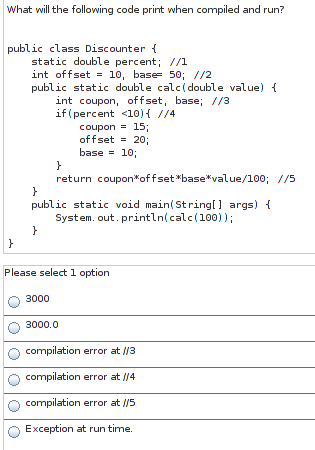 What will the following code print when compiled and run?
public class Discounter {
static double percent; //1
int offset = 10, base= 50; //2
public static double calc(double value) {
int coupon, offset, base; //3
if(percent <10){ //4
coupon = 15;
offset = 20;
base = 10;
}
return coupon*offset*base*value/100; //5
}
public static void main(String[] args) {
System.out.println(calc(100));
}
}
Please select 1 option
3000
3000.0
compilation error at //3
compilation error at //4
compilation error at //5
Exception at run time.